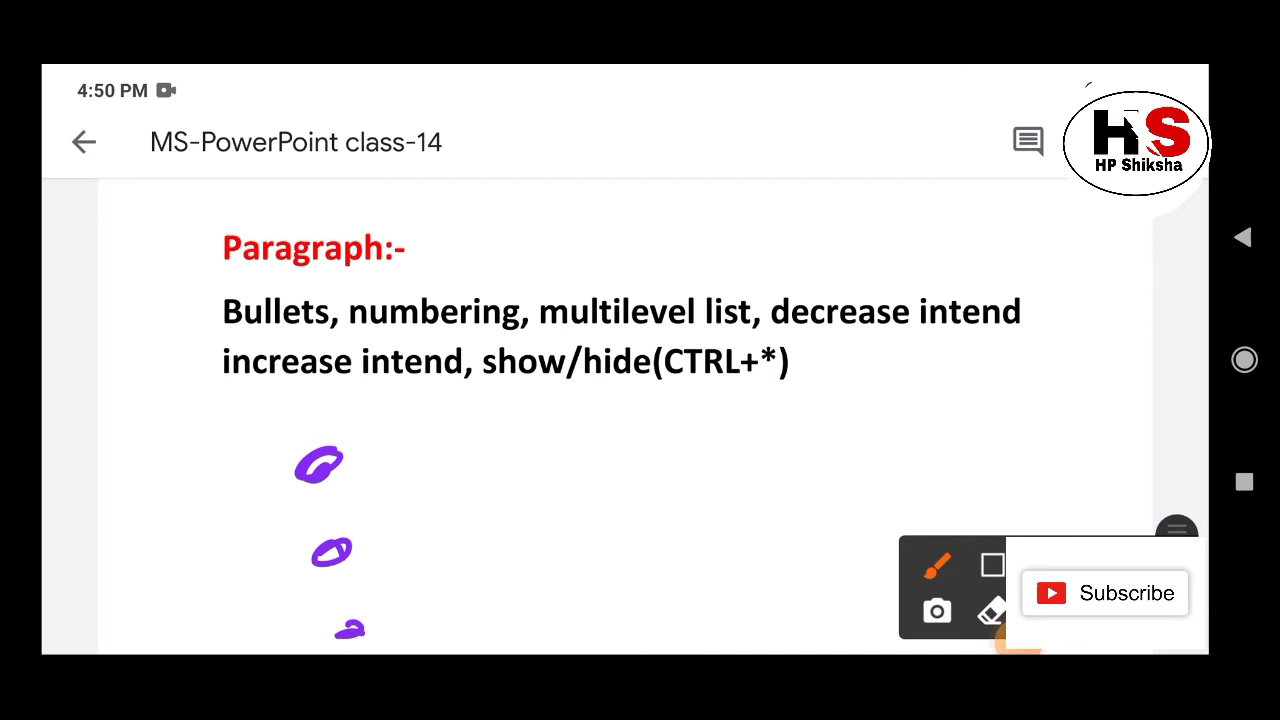 4:50 PM
MS-PowerPoint class-14
HS
HP Shiksha
Paragraph:-
Bullets, numbering, multilevel list, decrease intend
increase intend, show/hide(CTRL+*)
Subscribe